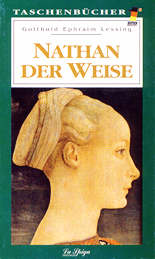 TASCHENBÜCHER
Gotthold Ephraim Lessing
NATHAN
DER WEISE
La Spiga